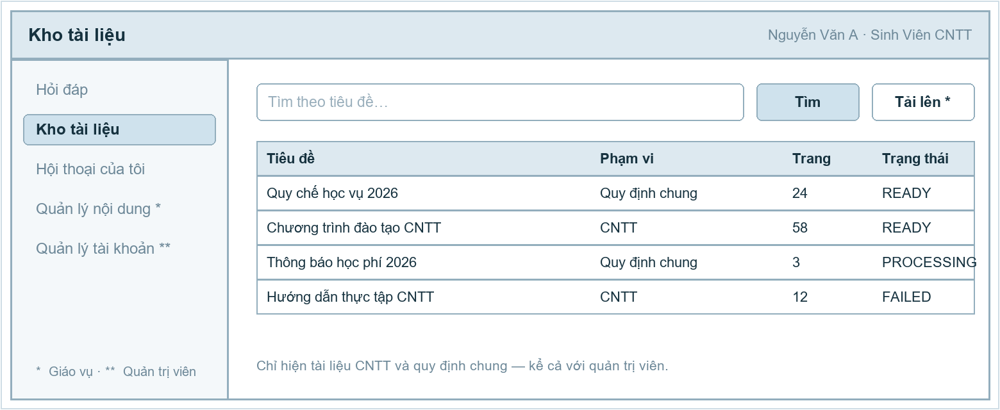 Kho tài liệu
Nguyễn Văn A · Sinh Viên CNTT
Hỏi đáp
Kho tài liệu
Hội thoại của tôi
Quản lý nội dung *
Quản lý tài khoản **
* Giáo vụ · ** Quản trị viên
Tìm theo tiêu đề…
Tìm
Tải lên *
Tiêu đề Phạm vi Trang Trạng thái
Quy chế học vụ 2026 Quy định chung 24 READY
Chương trình đào tạo CNTT CNTT 58 READY
Thông báo học phí 2026 Quy định chung 3 PROCESSING
Hướng dẫn thực tập CNTT CNTT 12 FAILED
Chỉ hiện tài liệu CNTT và quy định chung — kể cả với quản trị viên.